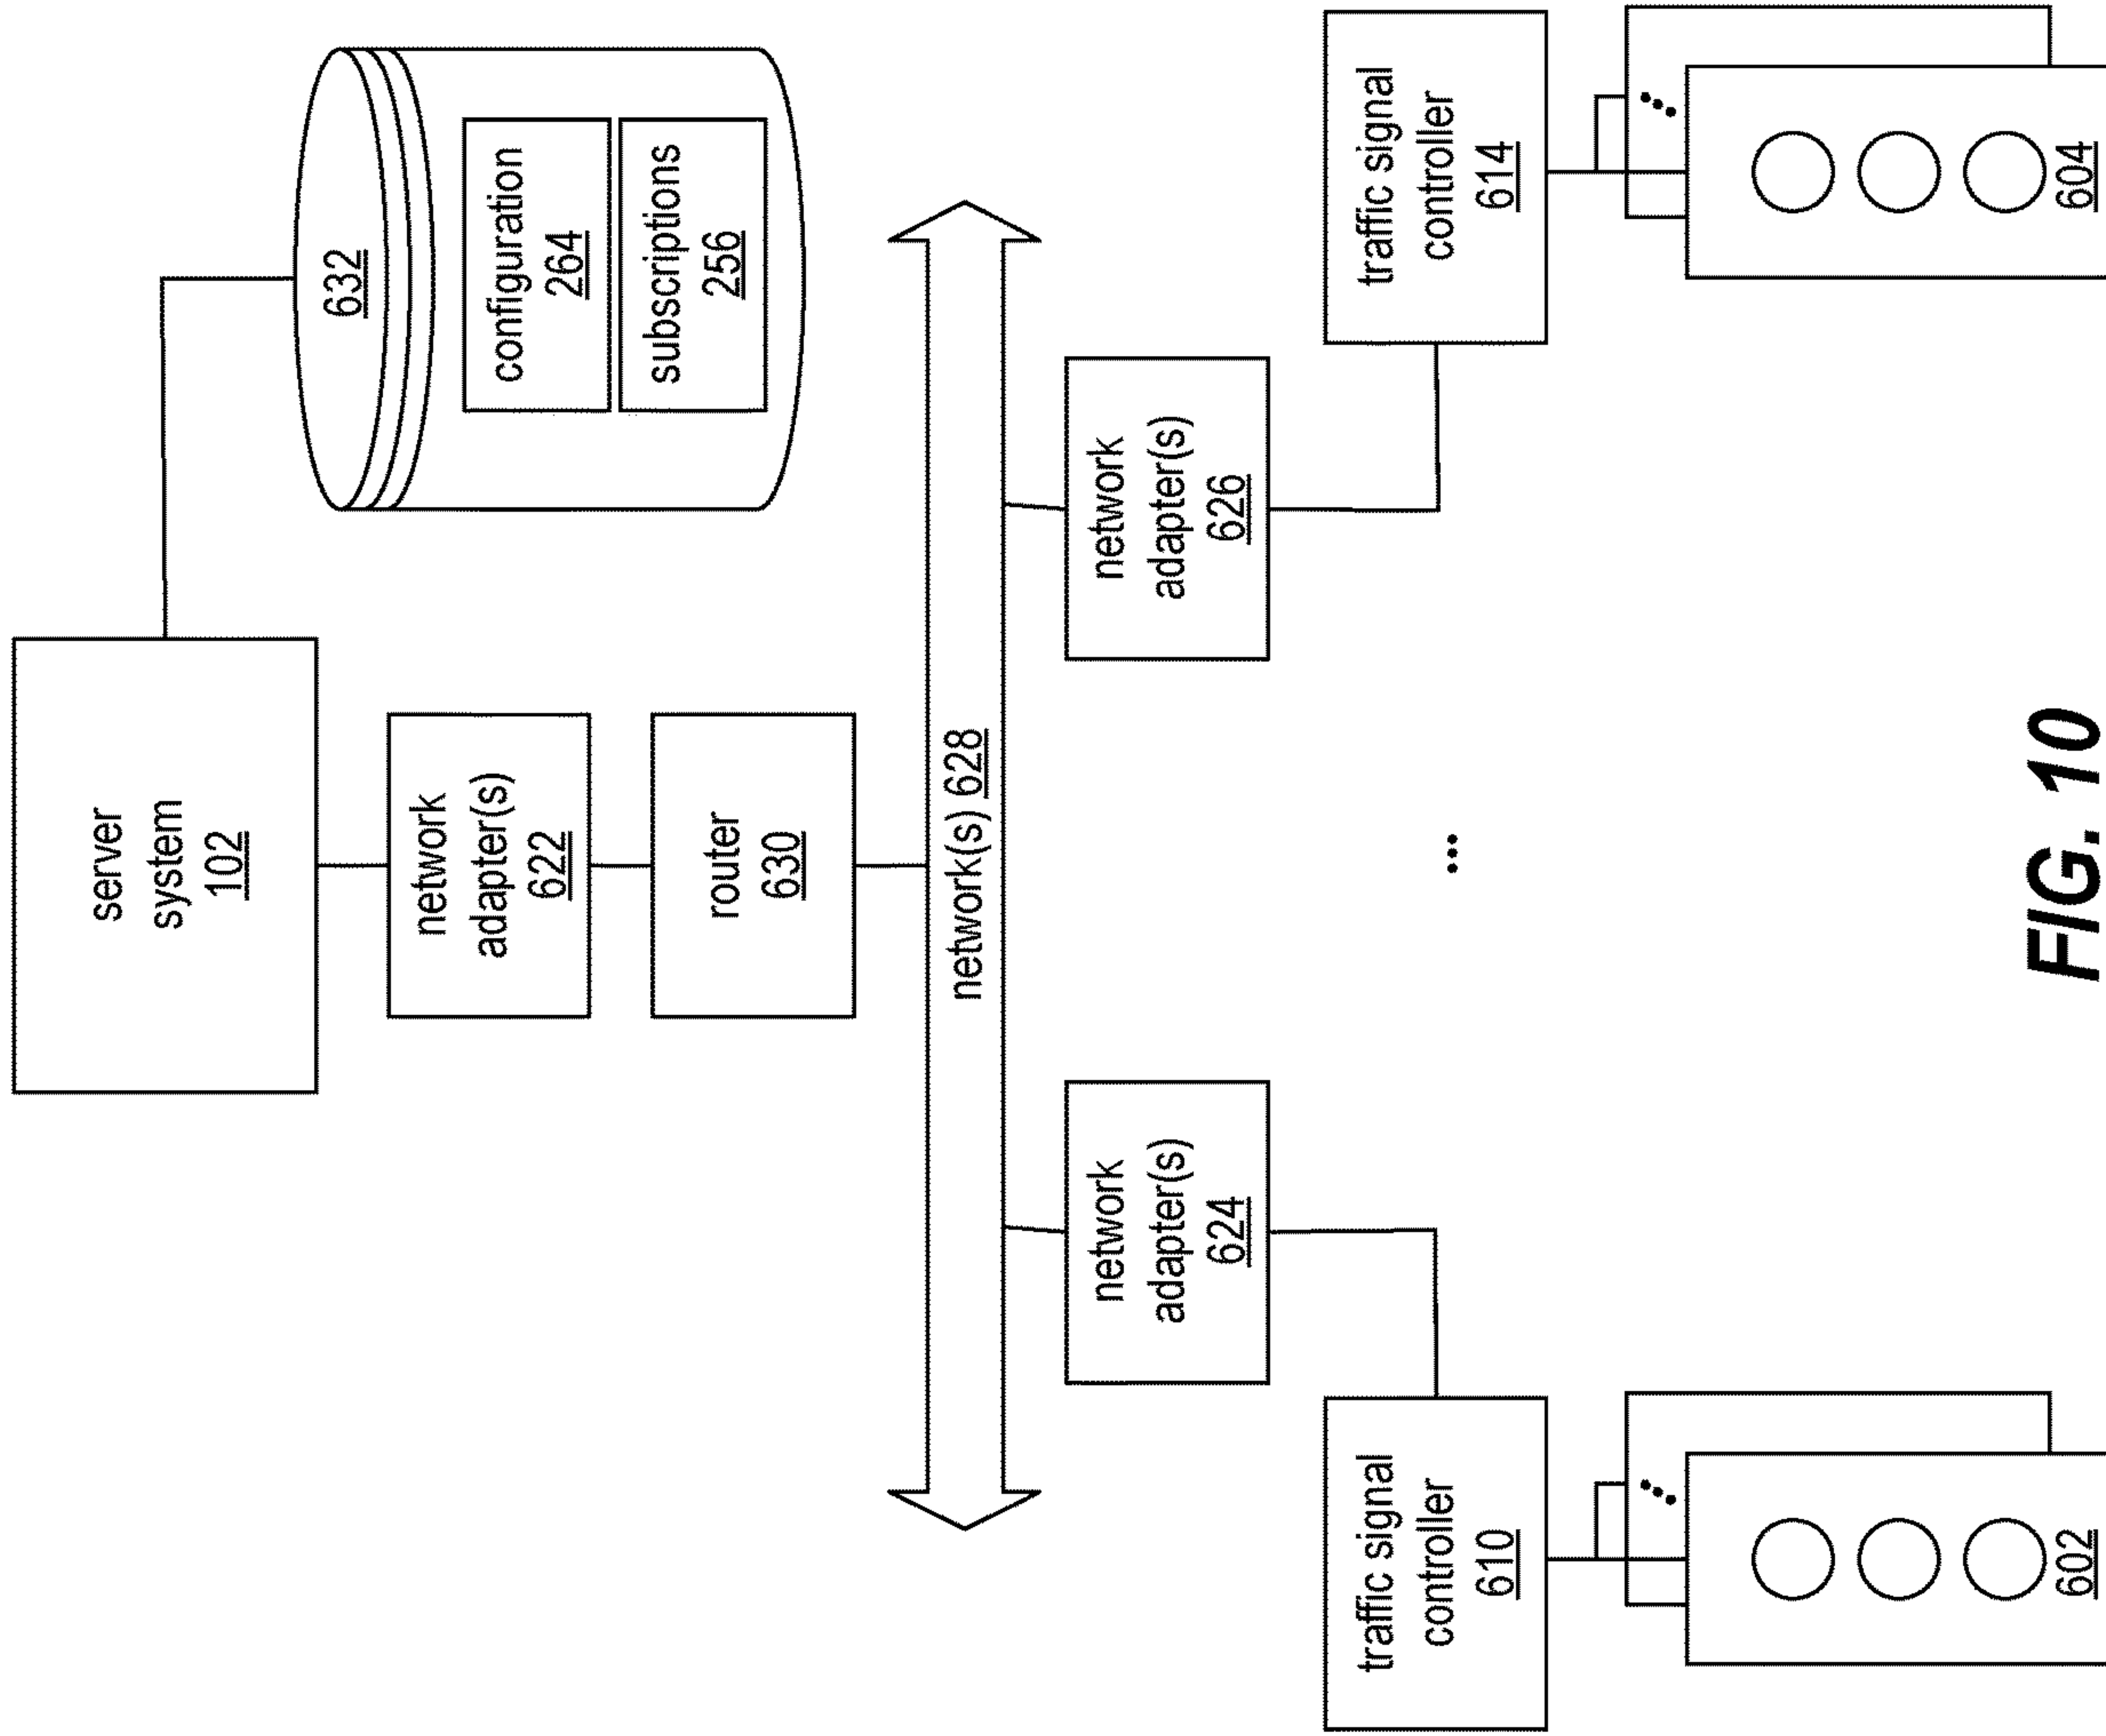 server
system
102
632
configuration
264
subscriptions
256
network
adapter(s)
622
router
630
network(s) 628
network
adapter(s)
624
network
adapter(s)
626
traffic signal
controller
610
...
traffic signal
controller
614
...
602
...
604
FIG. 10